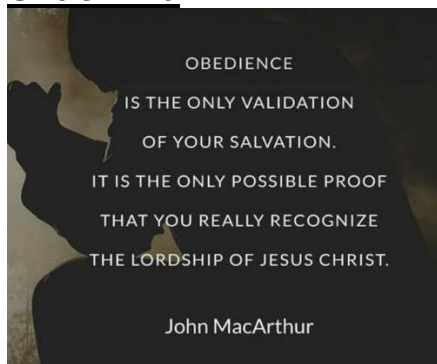 OBEDIENCE
IS THE ONLY VALIDATION
OF YOUR SALVATION.
IT IS THE ONLY POSSIBLE PROOF
THAT YOU REALLY RECOGNIZE
THE LORDSHIP OF JESUS CHRIST.
John MacArthur